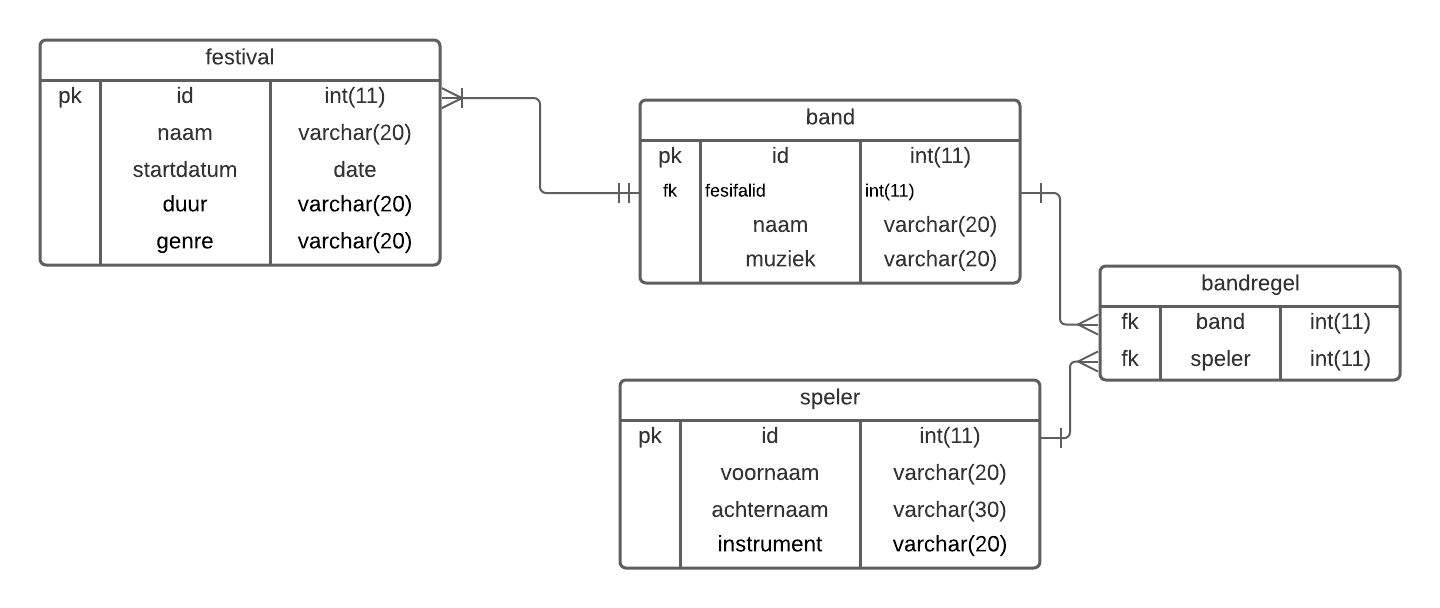 festival
pk id int(11)
naam varchar(20)
startdatum date
duur varchar(20)
genre varchar(20)
band
pk id int(11)
fk fesifalid int(11)
naam varchar(20)
muziek varchar(20)
bandregel
fk band int(11)
fk speler int(11)
speler
pk id int(11)
voornaam varchar(20)
achternaam varchar(30)
instrument varchar(20)